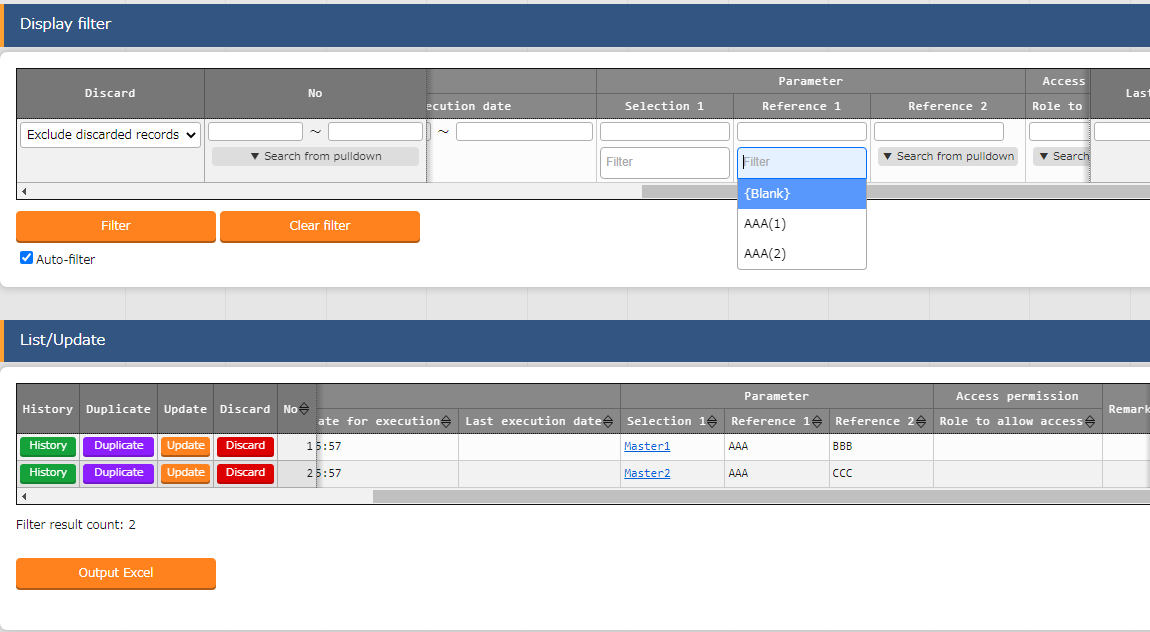 Display filter
Discard No ecution date Parameter Access Last
Selection 1 Reference 1 Reference 2 Role to
Exclude discarded records ~ ~
▼ Search from pulldown Filter Filter ▼ Search from pulldown ▼ Search
{Blank}
AAA(1)
AAA(2)
Filter Clear filter
Auto-filter
List/Update
History Duplicate Update Discard No ate for execution Last execution date Parameter Access permission Remark
Selection 1 Reference 1 Reference 2 Role to allow access
History Duplicate Update Discard 1 5:57 Master1 AAA BBB
History Duplicate Update Discard 2 5:57 Master2 AAA CCC
Filter result count: 2
Output Excel